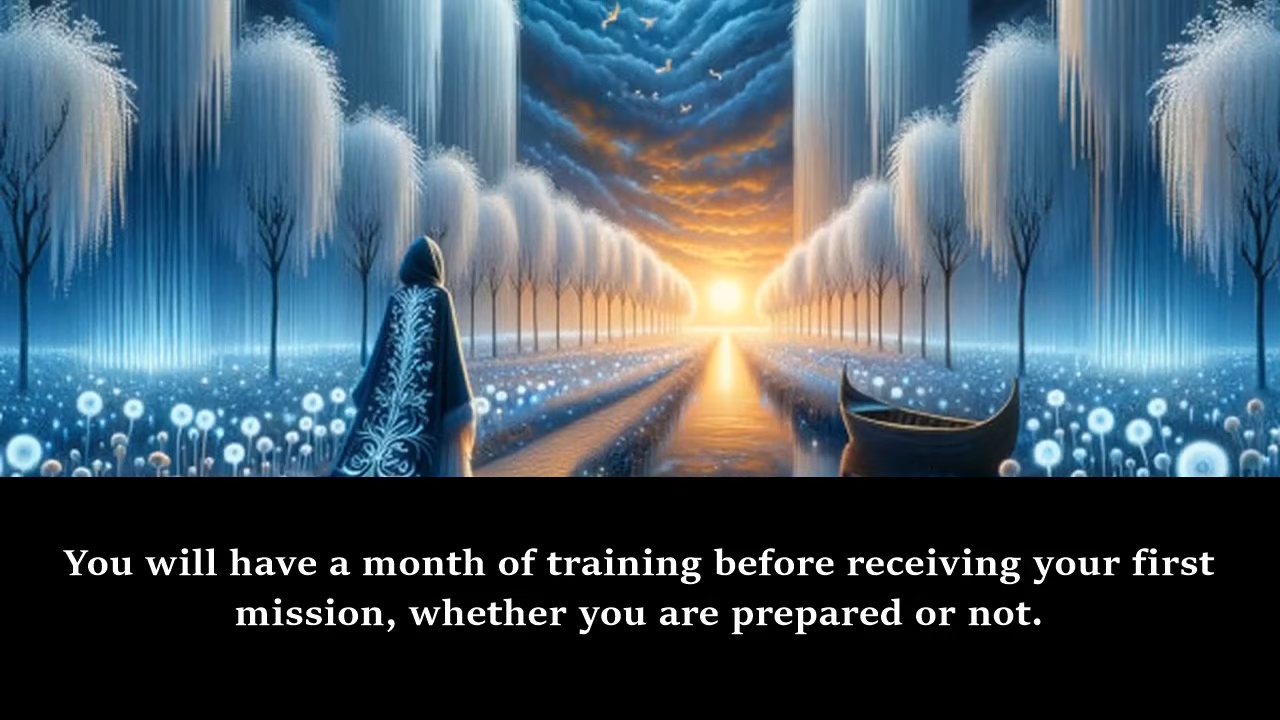 You will have a month of training before receiving your first
mission, whether you are prepared or not.